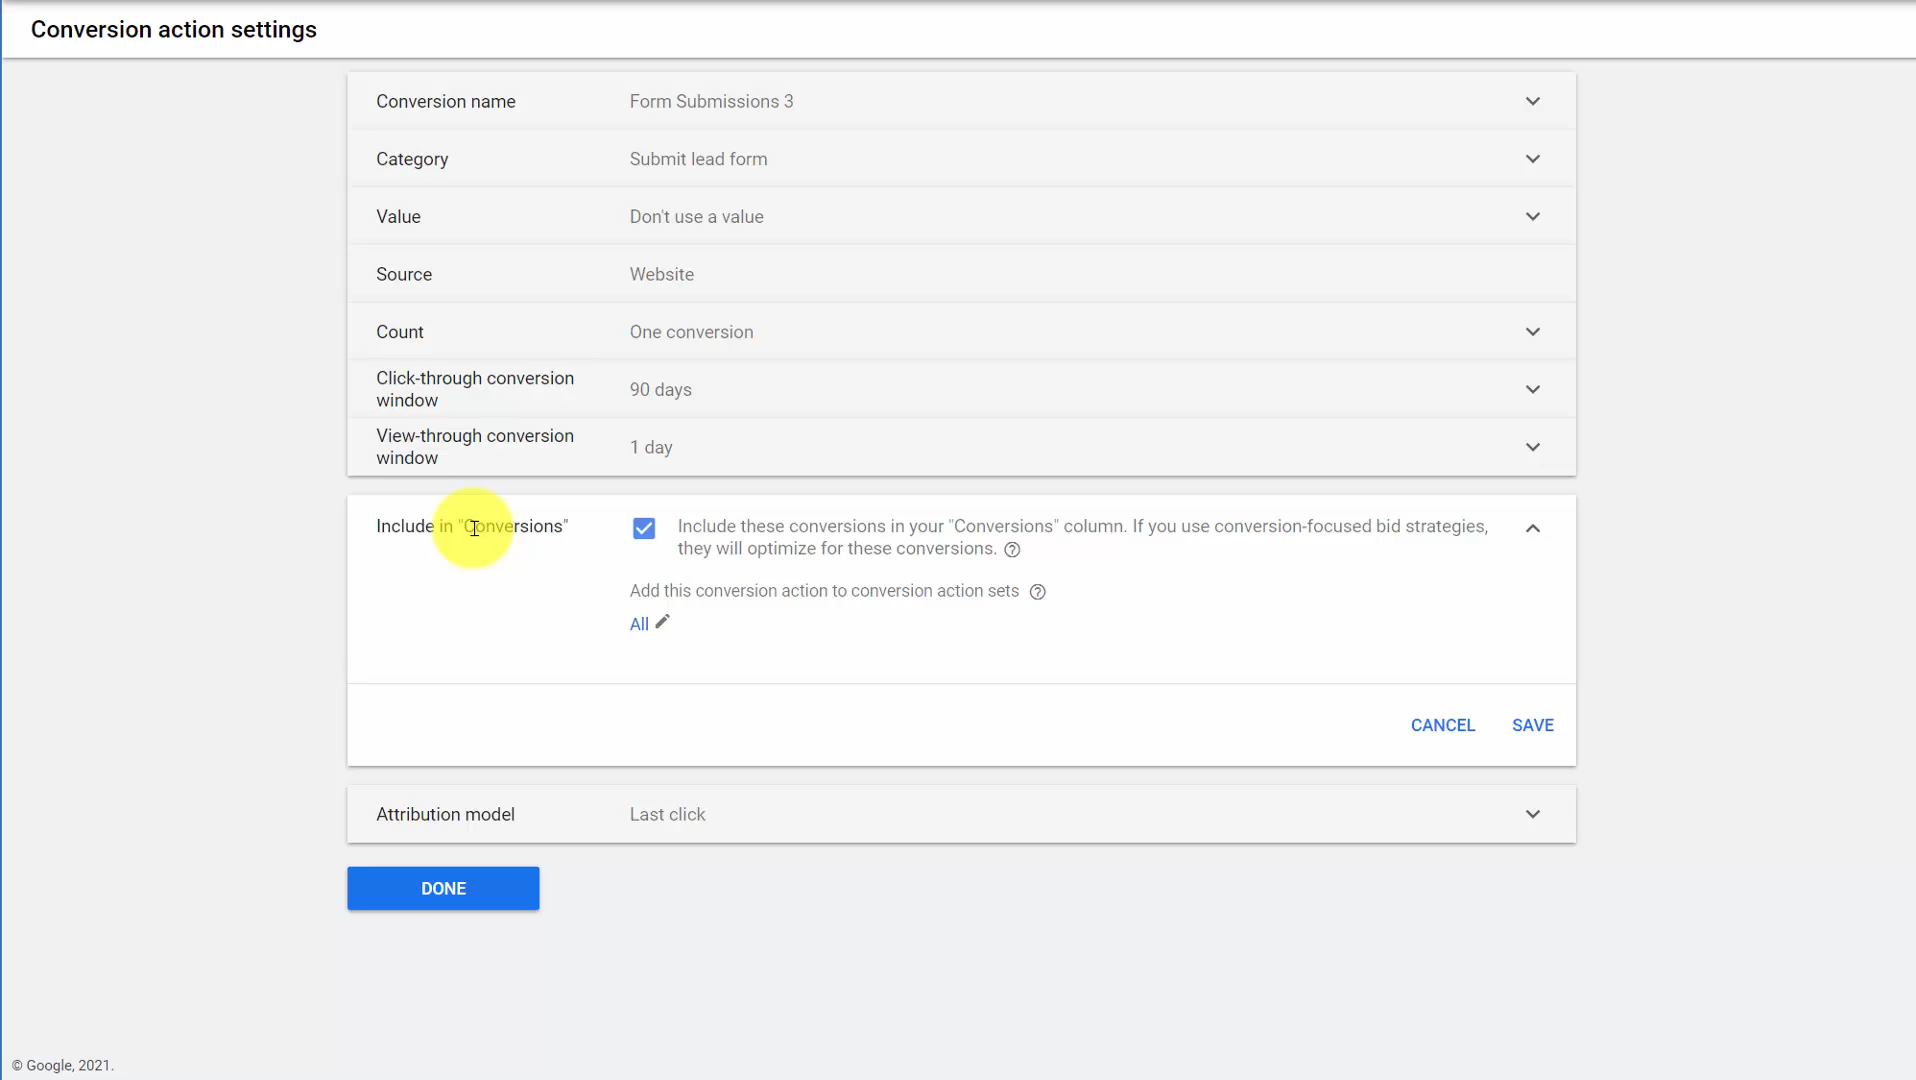 Conversion action settings
Conversion name Form Submissions 3
Category Submit lead form
Value Don't use a value
Source Website
Count One conversion
Click-through conversion
window
90 days
View-through conversion
window
1 day
Include in "Conversions"
Include these conversions in your "Conversions" column. If you use conversion-focused bid strategies,
they will optimize for these conversions.
Add this conversion action to conversion action sets
All
CANCEL SAVE
Attribution model Last click
DONE
© Google, 2021.